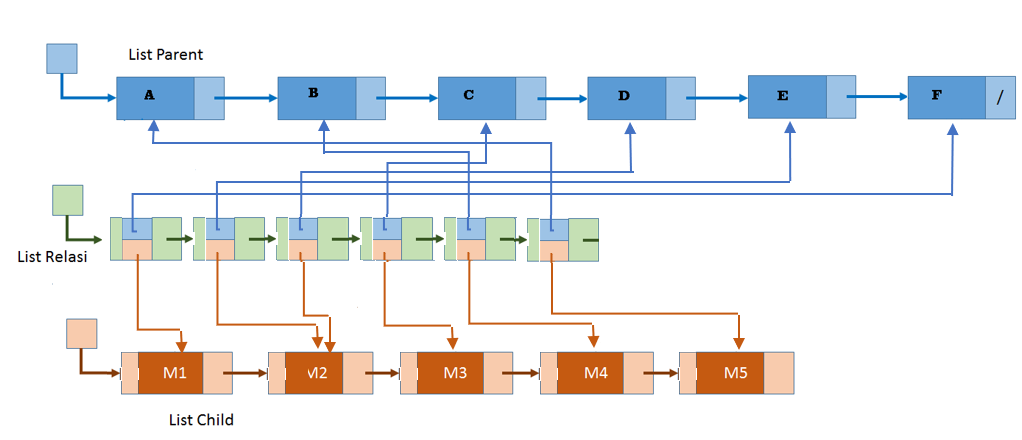 List Parent
A B C D E F /
List Relasi
M1 M2 M3 M4 M5
List Child